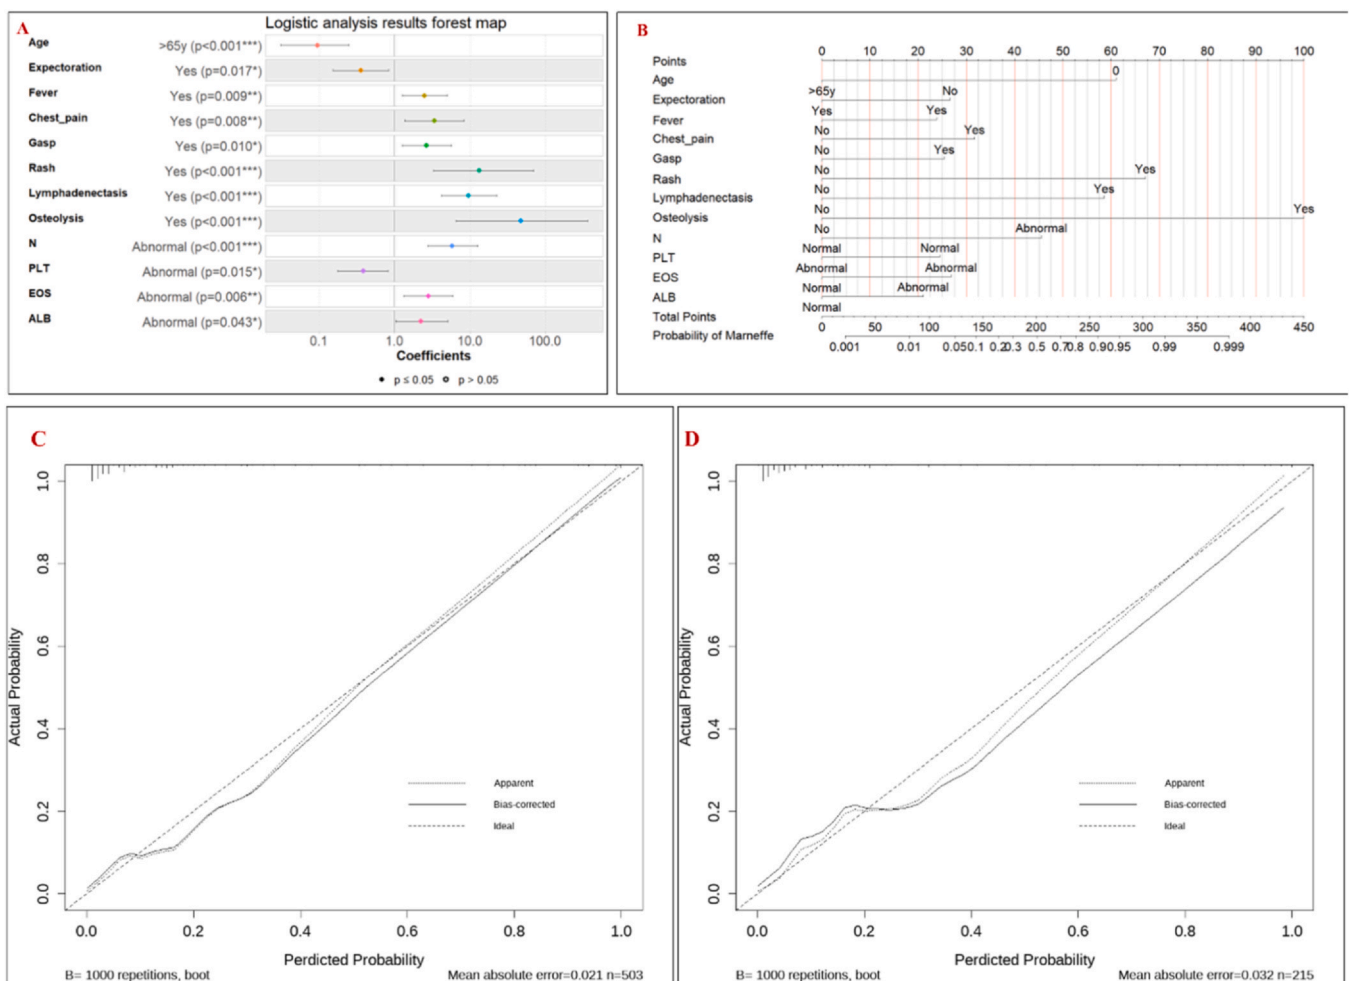 A
Logistic analysis results forest map
Age >65y (p<0.001***)
Expectoration Yes (p=0.017*)
Fever Yes (p=0.009**)
Chest_pain Yes (p=0.008**)
Gasp Yes (p=0.010*)
Rash Yes (p<0.001***)
Lymphadenectasis Yes (p<0.001***)
Osteolysis Yes (p<0.001***)
N Abnormal (p<0.001***)
PLT Abnormal (p=0.015*)
EOS Abnormal (p=0.006**)
ALB Abnormal (p=0.043*)
0.1 1.0 10.0 100.0
Coefficients
p ≤ 0.05 p > 0.05
B
0 10 20 30 40 50 60 70 80 90 100
Points
0
Age
>65y No
Expectoration
Yes Yes
Fever
No Yes
Chest_pain
No Yes
Gasp
No Yes
Rash
No Yes
Lymphadenectasis
No Yes
Osteolysis
No Abnormal
N
Normal Normal
PLT
Abnormal Abnormal
EOS
Normal Abnormal
ALB
Normal
Total Points
0 50 100 150 200 250 300 350 400 450
Probability of Marneffe
0.001 0.01 0.05 0.1 0.2 0.3 0.5 0.7 0.8 0.9 0.95 0.99 0.999
C
Actual Probability
1.0
0.8
0.6
0.4
0.2
0.0
Apparent
Bias-corrected
Ideal
0.0 0.2 0.4 0.6 0.8 1.0
Perdicted Probability
B= 1000 repetitions, boot Mean absolute error=0.021 n=503
D
Actual Probability
1.0
0.8
0.6
0.4
0.2
0.0
Apparent
Bias-corrected
Ideal
0.0 0.2 0.4 0.6 0.8 1.0
Perdicted Probability
B= 1000 repetitions, boot Mean absolute error=0.032 n=215